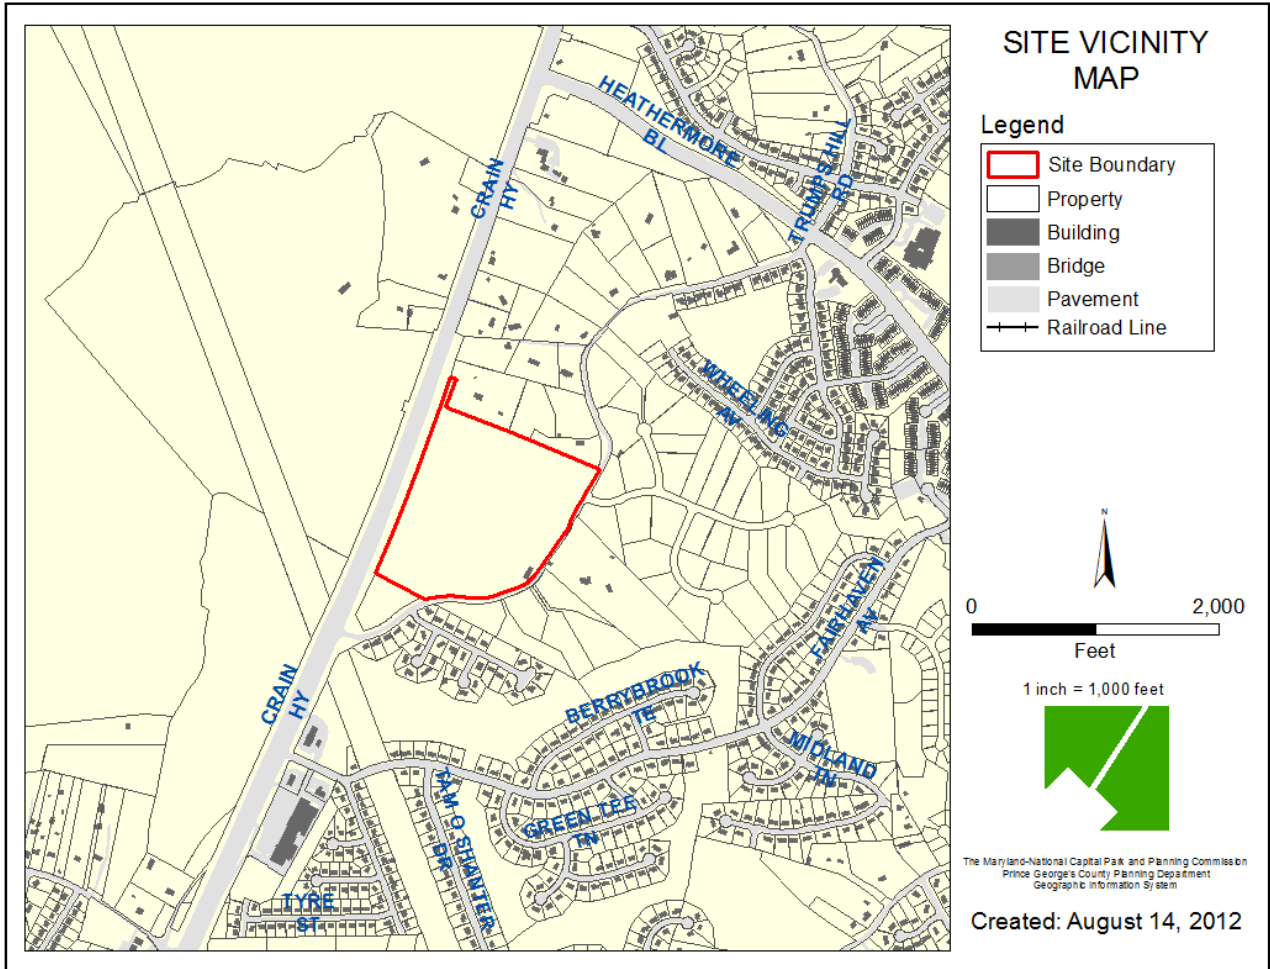 HEATHERMORE
BL
CRAIN
HY
TRUMPS HILL
RD
WHEELING
AV
FAIRHAVEN
AV
CRAIN
HY
BERRYBROOK
TE
MIDLAND
TN
TAM O SHANTER
DR
GREEN TEE
TN
TYRE
ST
SITE VICINITY
MAP
Legend
Site Boundary
Property
Building
Bridge
Pavement
Railroad Line
N
0 2,000
Feet
1 inch = 1,000 feet
The Maryland-National Capital Park and Planning Commission
Prince George's County Planning Department
Geographic Information System
Created: August 14, 2012